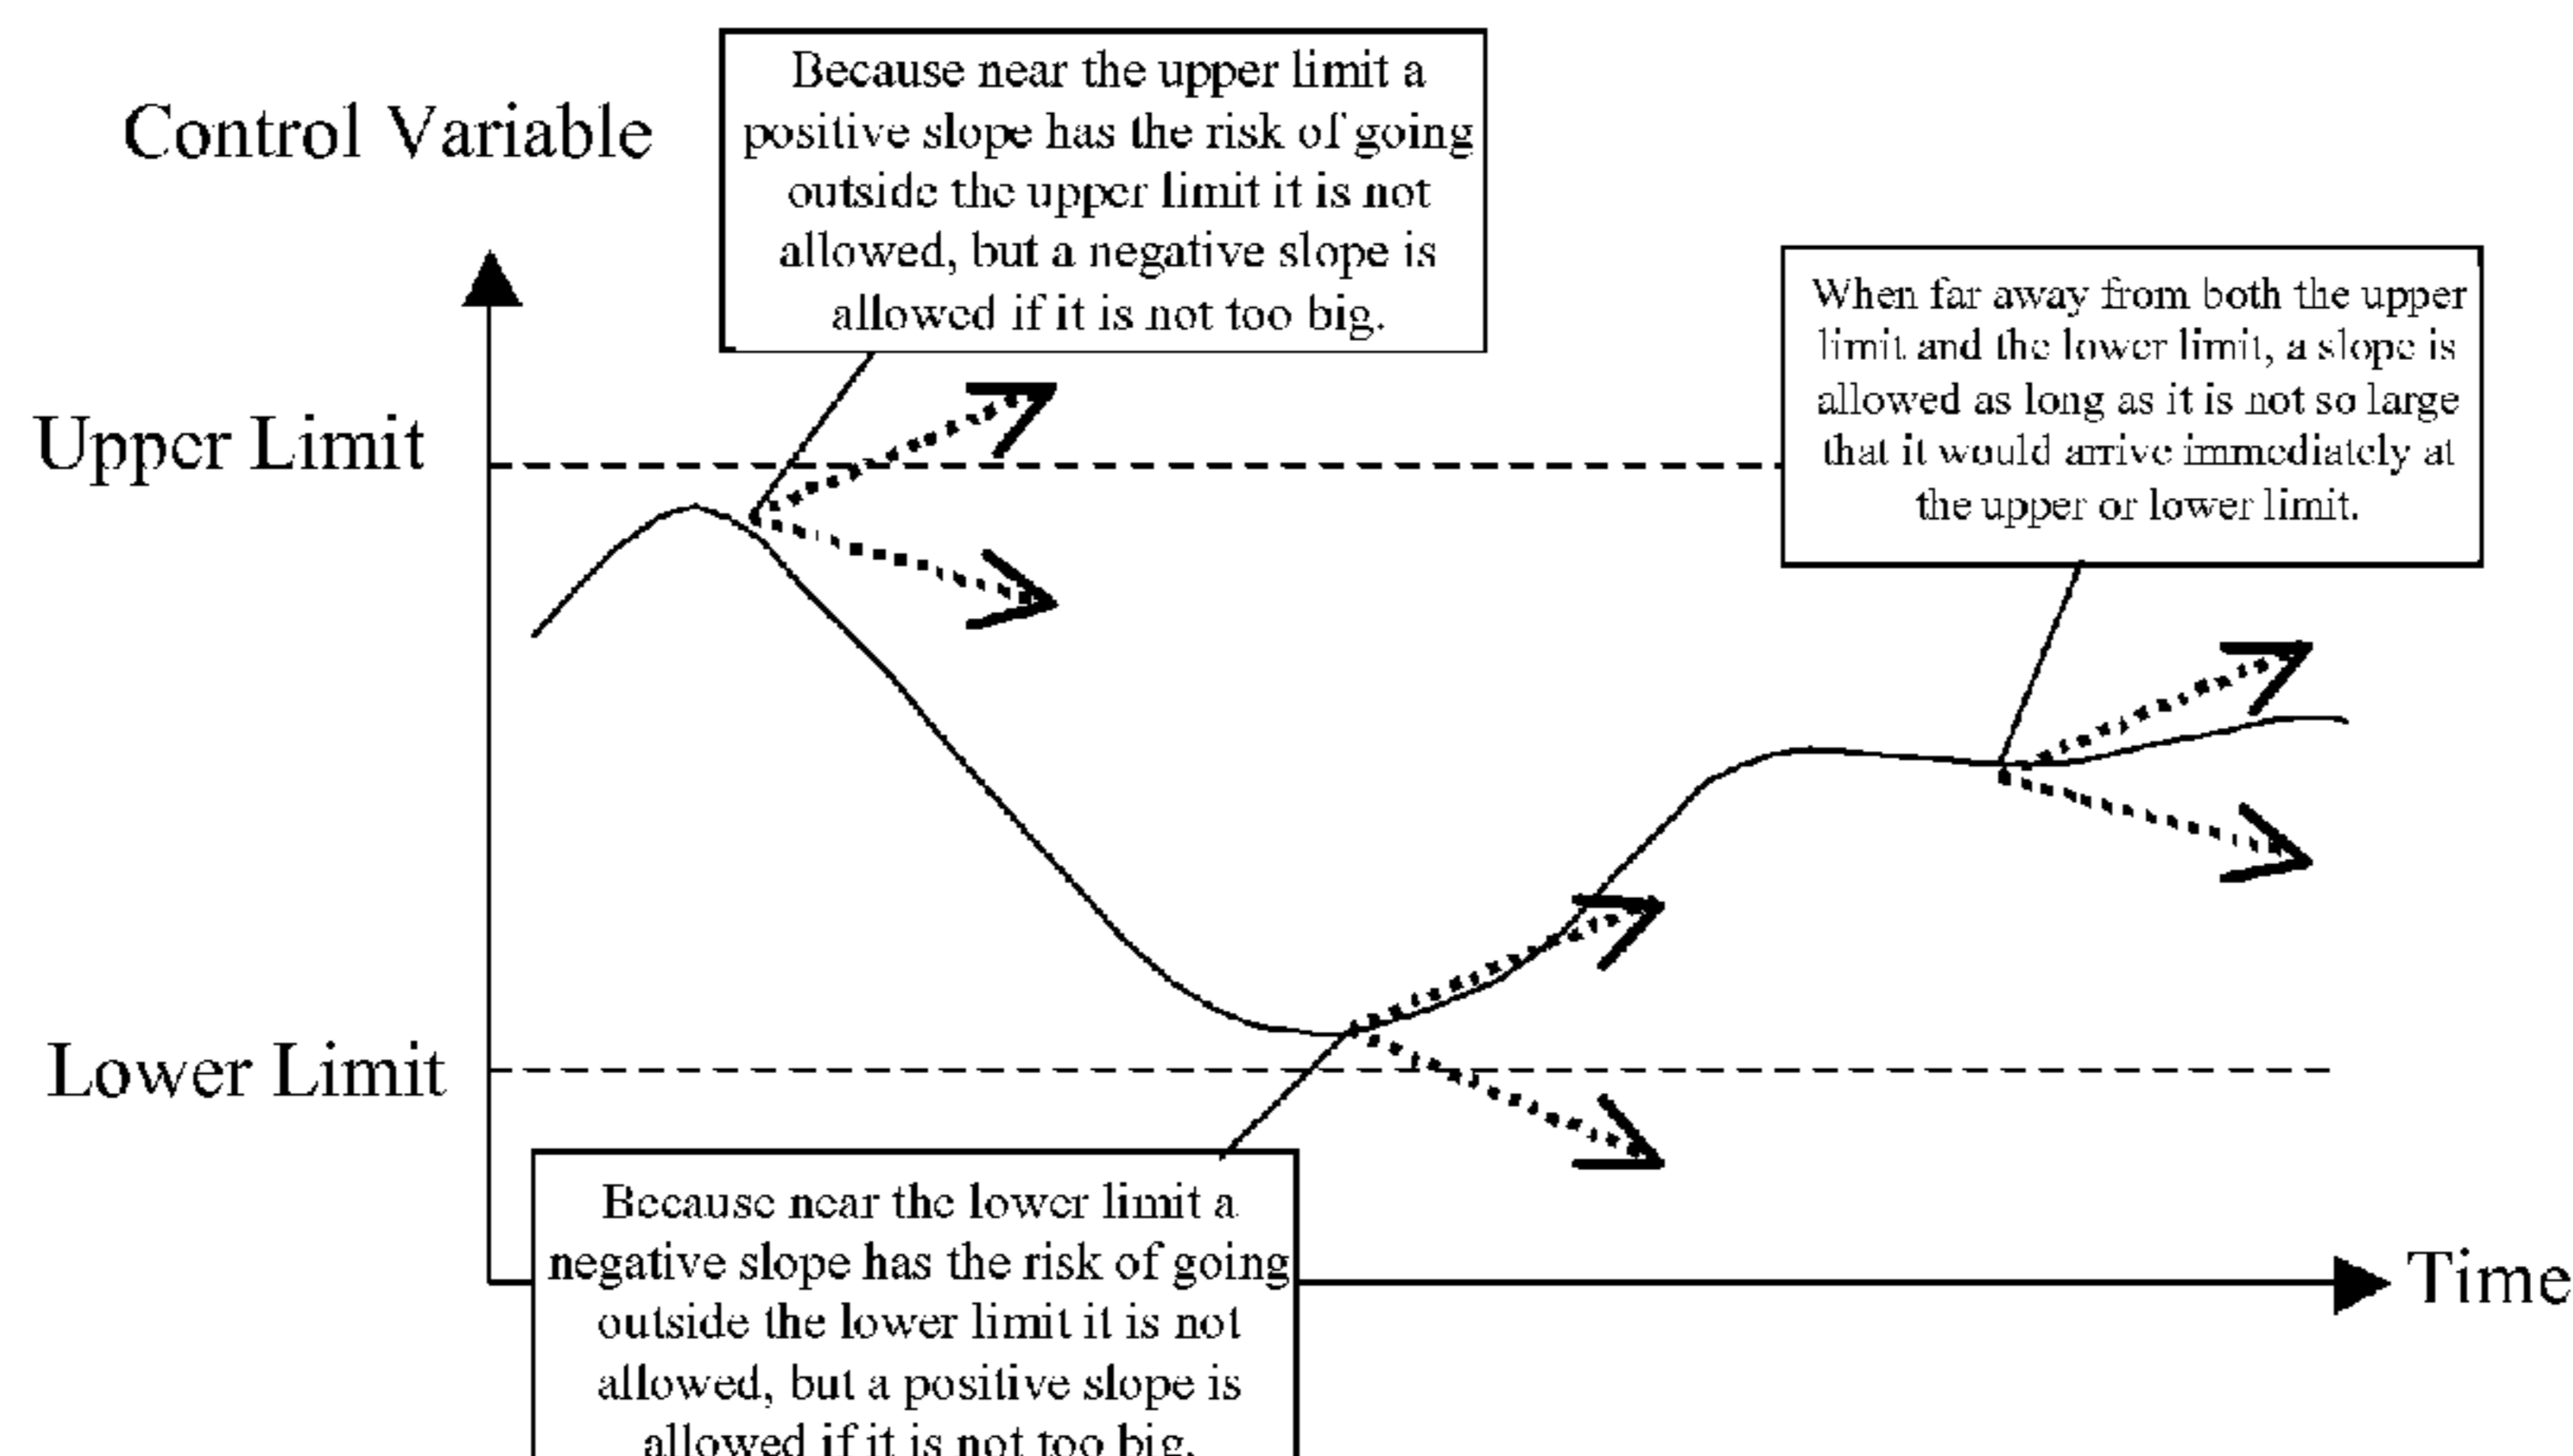 Control Variable
Because near the upper limit a
positive slope has the risk of going
outside the upper limit it is not
allowed, but a negative slope is
allowed if it is not too big.
When far away from both the upper
limit and the lower limit, a slope is
allowed as long as it is not so large
that it would arrive immediately at
the upper or lower limit.
Upper Limit
Lower Limit
Because near the lower limit a
negative slope has the risk of going
outside the lower limit it is not
allowed, but a positive slope is
allowed if it is not too big.
Time